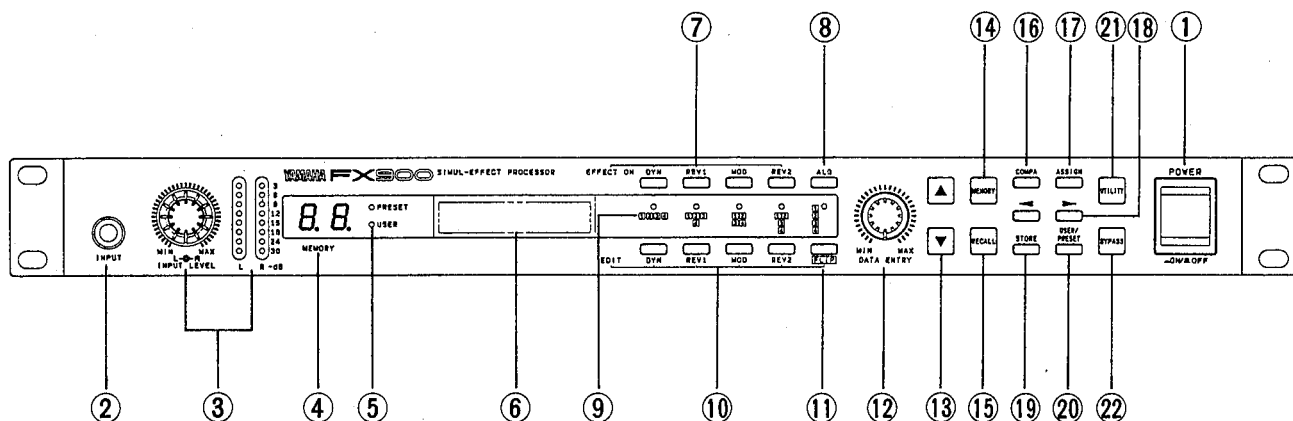 ⑦ ⑧ ⑭ ⑯ ⑰ ㉑ ⑱ ①
YAMAHA FX900 SIMUL-EFFECT PROCESSOR
EFFECT ON DYN REV1 MOD REV2 ALG
MEMORY COMPA ASSIGN UTILITY POWER
3
6
9
12
15
18
24
30
8.8.
PRESET
USER
MEMORY
INPUT
MIN MAX
L R
INPUT LEVEL
L R -dB
⑨
EDIT DYN REV1 MOD REV2 FLIP
MIN MAX
DATA ENTRY
▲ ◄ ►
▼ RECALL STORE USER/PRESET BYPASS
ON/OFF
② ③ ④ ⑤ ⑥ ⑩ ⑪ ⑫ ⑬ ⑮ ⑲ ⑳ ㉒